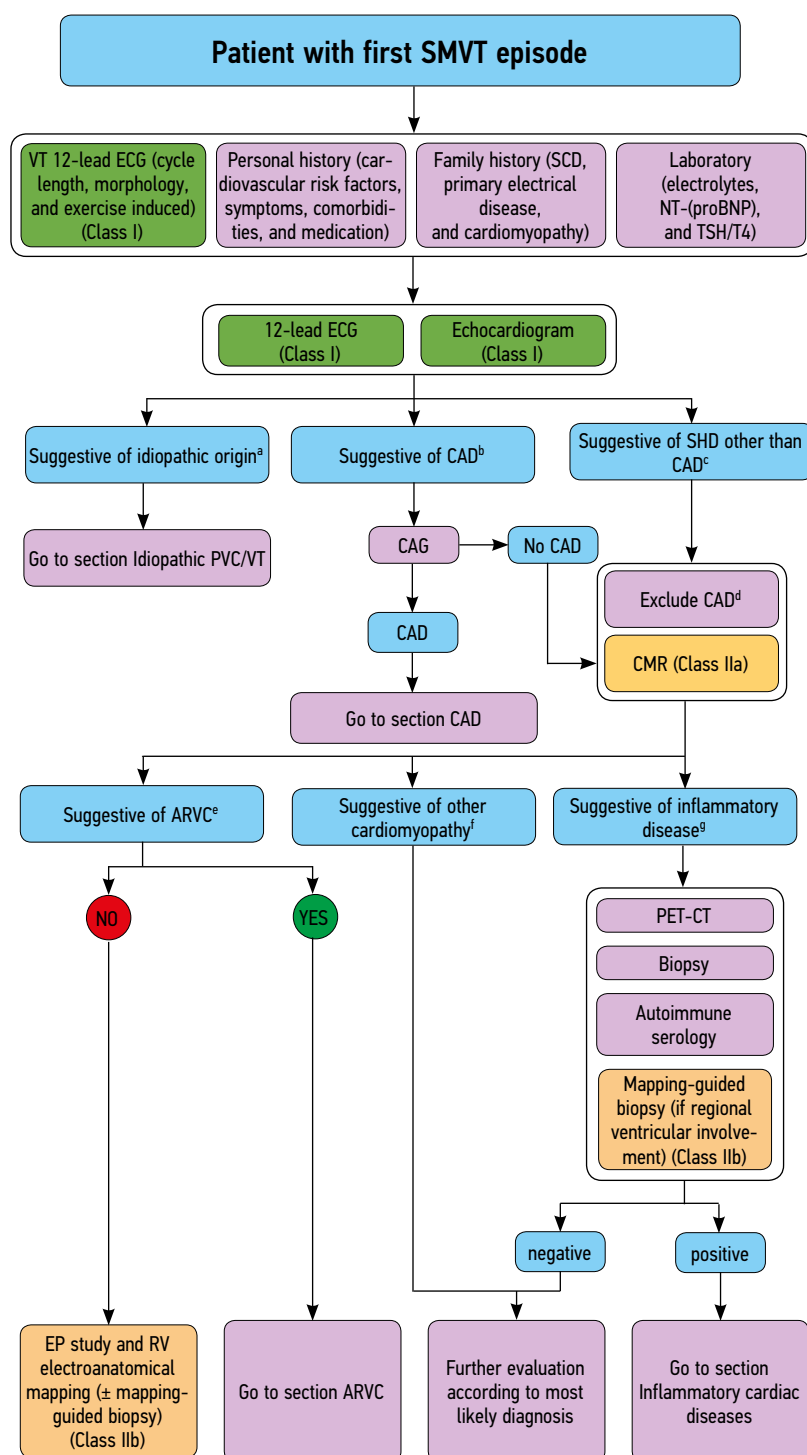 Patient with first SMVT episode
VT 12-lead ECG (cycle
length, morphology,
and exercise induced)
(Class I)
Personal history (car-
diovascular risk factors,
symptoms, comorbidi-
ties, and medication)
Family history (SCD,
primary electrical
disease,
and cardiomyopathy)
Laboratory
(electrolytes,
NT-(proBNP),
and TSH/T4)
12-lead ECG
(Class I)
Echocardiogram
(Class I)
Suggestive of idiopathic originᵃ
Suggestive of CADᵇ
Suggestive of SHD other than
CADᶜ
Go to section Idiopathic PVC/VT
CAG
No CAD
Exclude CADᵈ
CAD
CMR (Class IIa)
Go to section CAD
Suggestive of ARVCᵉ
Suggestive of other
cardiomyopathyᶠ
Suggestive of inflammatory
diseaseᵍ
NO
YES
PET-CT
Biopsy
Autoimmune
serology
Mapping-guided
biopsy (if regional
ventricular involve-
ment) (Class IIb)
negative
positive
EP study and RV
electroanatomical
mapping (± mapping-
guided biopsy)
(Class IIb)
Go to section ARVC
Further evaluation
according to most
likely diagnosis
Go to section
Inflammatory cardiac
diseases